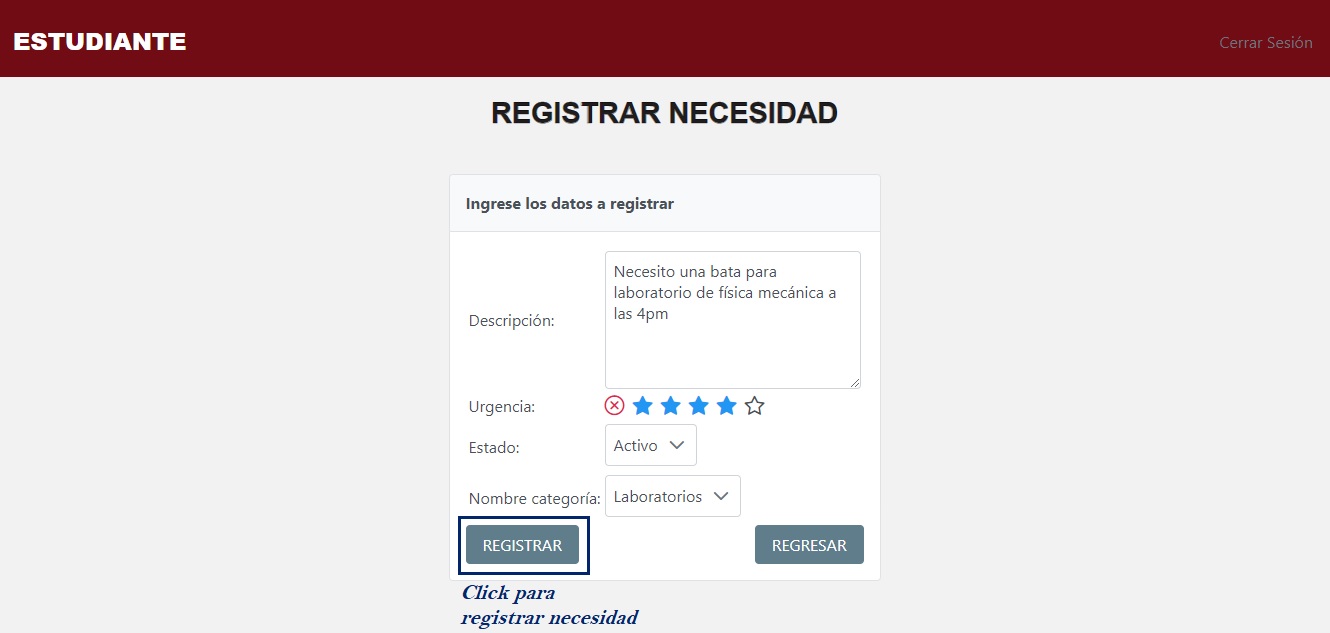 ESTUDIANTE
Cerrar Sesión
REGISTRAR NECESIDAD
Ingrese los datos a registrar
Descripción:
Necesito una bata para
laboratorio de física mecánica a
las 4pm
Urgencia:
Estado:
Activo
Nombre categoría:
Laboratorios
REGISTRAR
REGRESAR
Click para
registrar necesidad